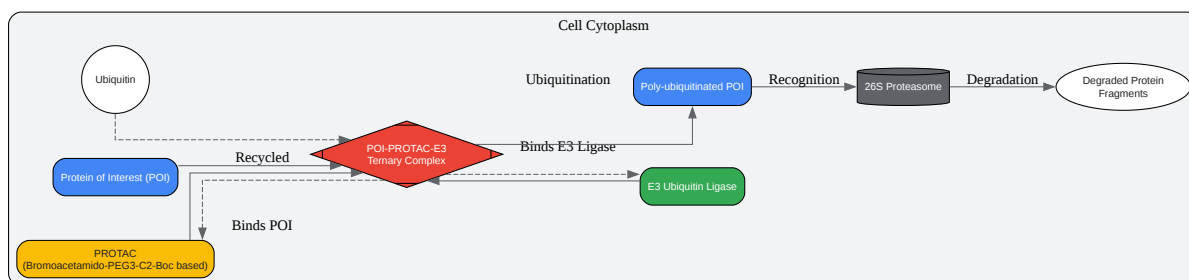 Cell Cytoplasm
Ubiquitin
Ubiquitination
Poly-ubiquitinated POI
Recognition
26S Proteasome
Degradation
Degraded Protein
Fragments
POI-PROTAC-E3
Ternary Complex
Binds E3 Ligase
Recycled
Protein of Interest (POI)
E3 Ubiquitin Ligase
Binds POI
PROTAC
(Bromoacetamido-PEG3-C2-Boc based)